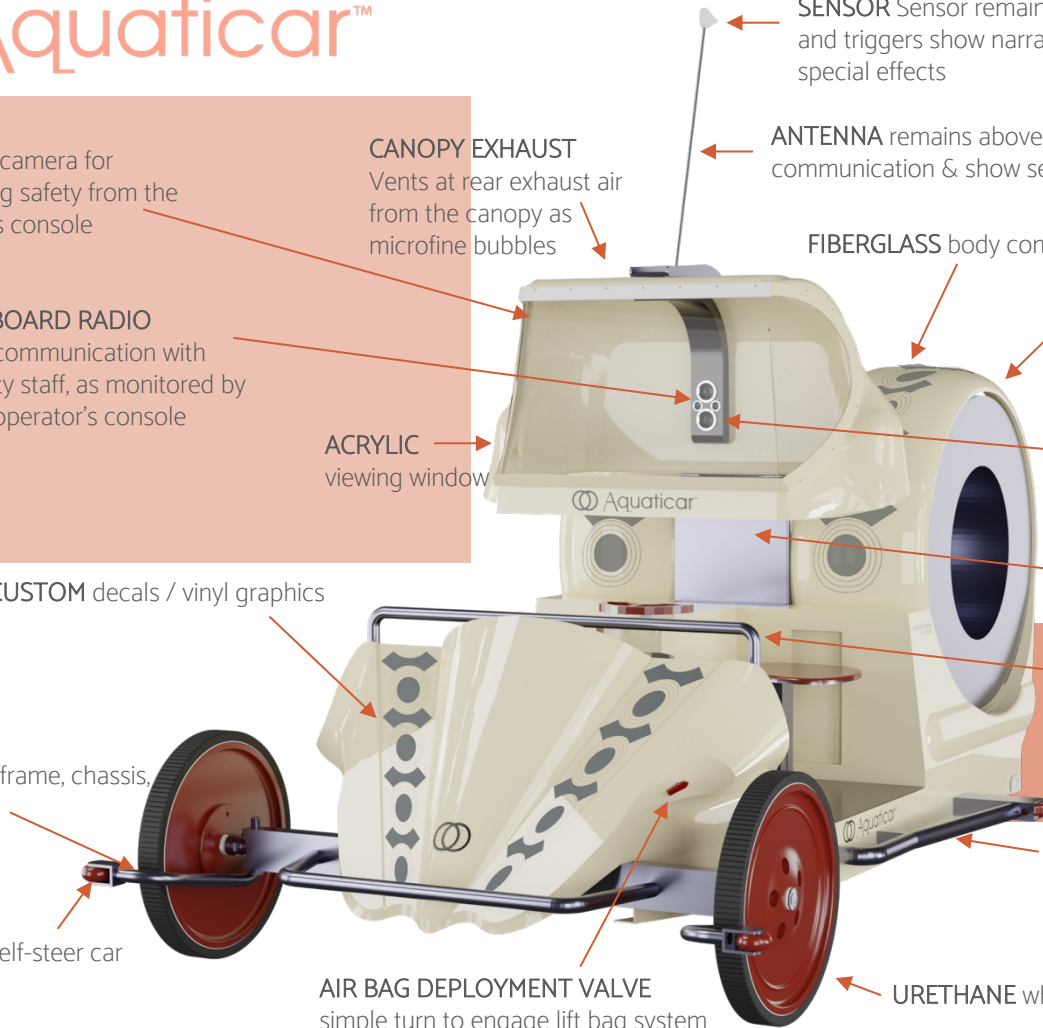 Aquaticar™
SENSOR Sensor remain
and triggers show narra
special effects
ANTENNA remains above
communication & show se
CANOPY EXHAUST
Vents at rear exhaust air
from the canopy as
microfine bubbles
camera for
g safety from the
s console
FIBERGLASS body con
BOARD RADIO
communication with
cy staff, as monitored by
operator's console
ACRYLIC
viewing window
Aquaticar
CUSTOM decals / vinyl graphics
frame, chassis,
Aquaticar
elf-steer car
AIR BAG DEPLOYMENT VALVE
simple turn to engage lift bag system
URETHANE wh